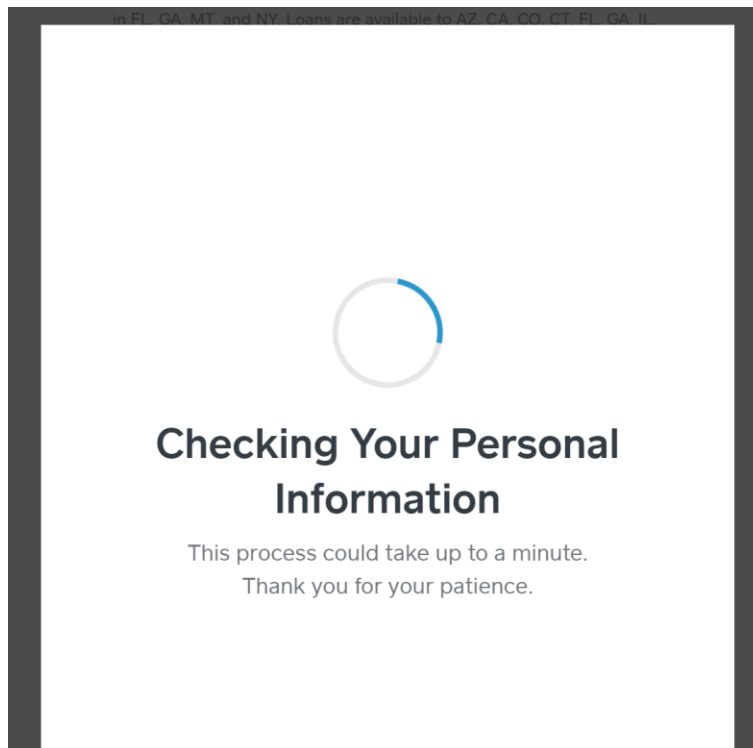 in FL, GA, MT, and NY. Loans are available to AZ, CA, CO, CT, FL, GA, IL,
Checking Your Personal
Information
This process could take up to a minute.
Thank you for your patience.